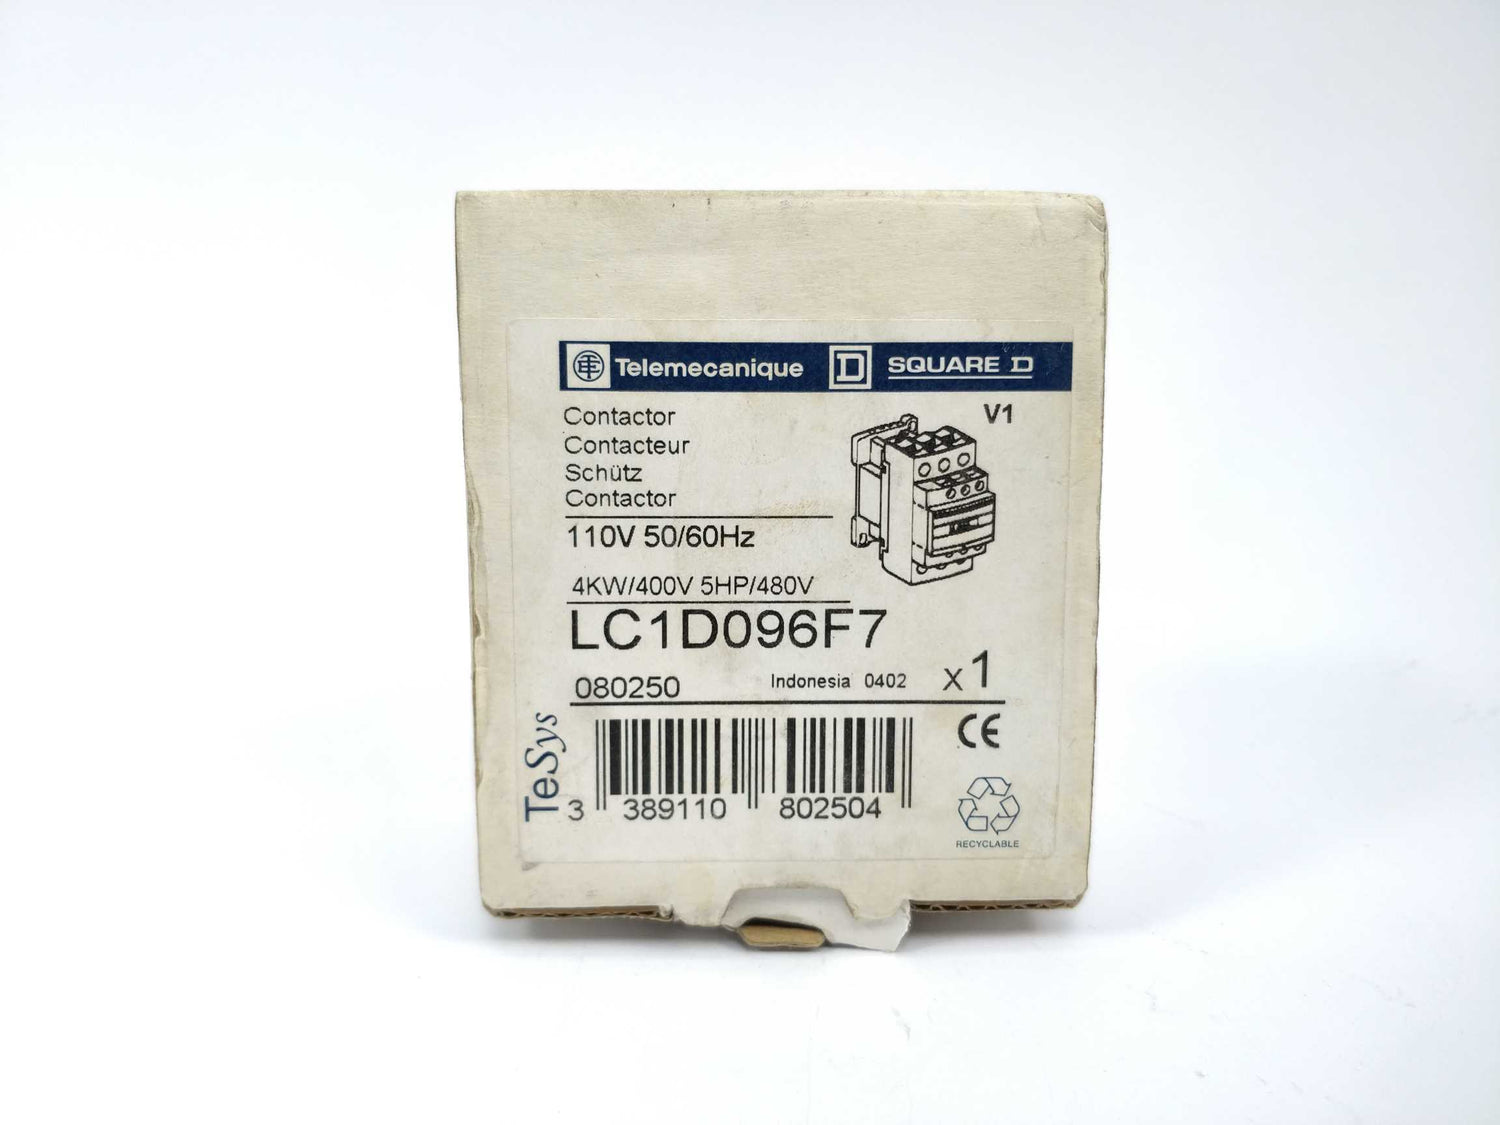 Telemecanique D SQUARE D
Contactor V1
Contacteur
Schütz
Contactor
110V 50/60Hz
4KW/400V 5HP/480V
LC1D096F7
080250 Indonesia 0402 x 1
TeSys
CE
3 389110 802504
RECYCLABLE